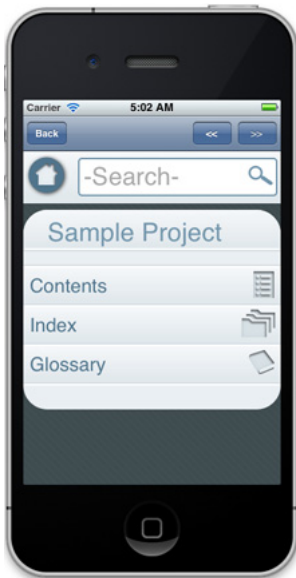 Carrier 5:02 AM
Back << >>
-Search-
Sample Project
Contents
Index
Glossary